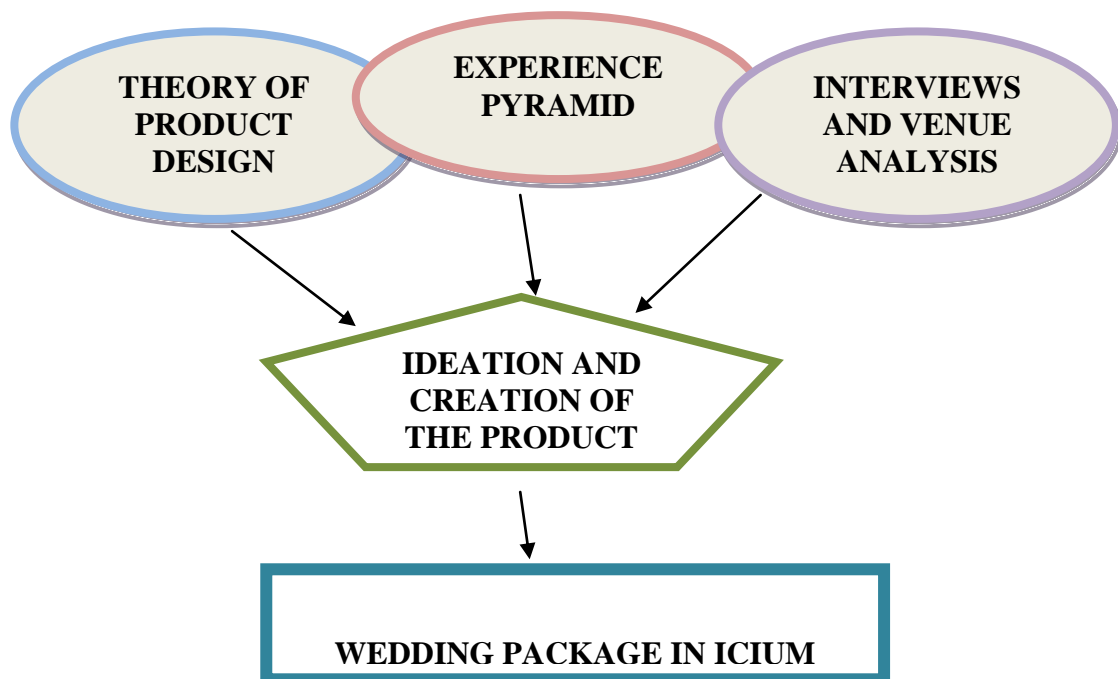 THEORY OF
PRODUCT
DESIGN
EXPERIENCE
PYRAMID
INTERVIEWS
AND VENUE
ANALYSIS
IDEATION AND
CREATION OF
THE PRODUCT
WEDDING PACKAGE IN ICIUM